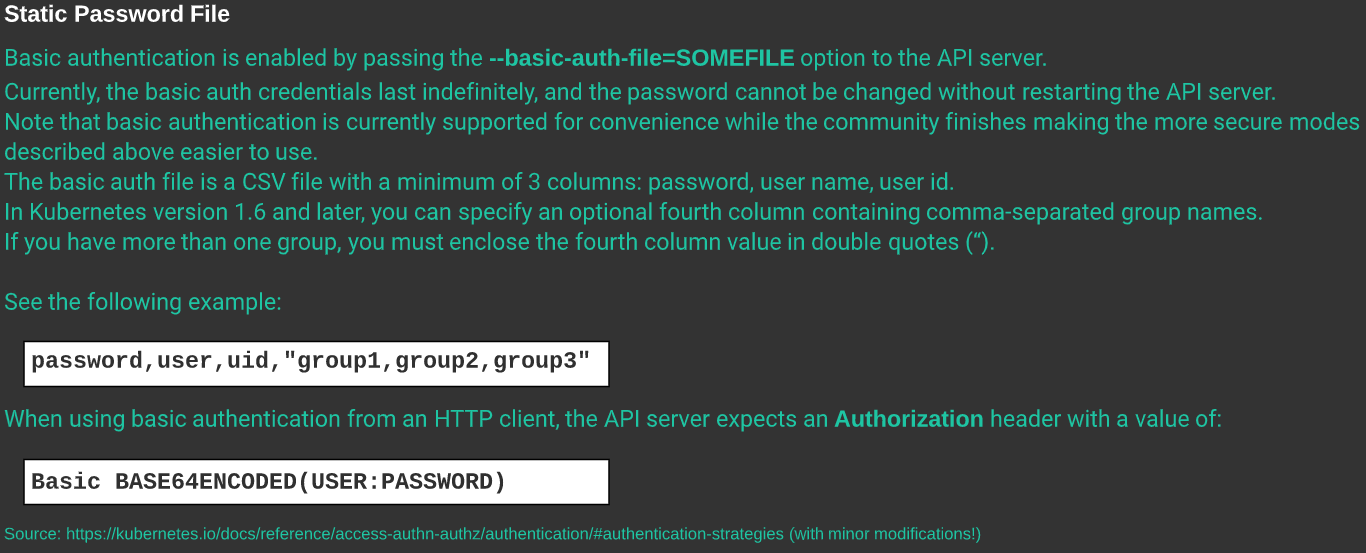 Static Password File
Basic authentication is enabled by passing the --basic-auth-file=SOMEFILE option to the API server.
Currently, the basic auth credentials last indefinitely, and the password cannot be changed without restarting the API server.
Note that basic authentication is currently supported for convenience while the community finishes making the more secure modes
described above easier to use.
The basic auth file is a CSV file with a minimum of 3 columns: password, user name, user id.
In Kubernetes version 1.6 and later, you can specify an optional fourth column containing comma-separated group names.
If you have more than one group, you must enclose the fourth column value in double quotes (“).
See the following example:
password,user,uid,"group1,group2,group3"
When using basic authentication from an HTTP client, the API server expects an Authorization header with a value of:
Basic BASE64ENCODED(USER:PASSWORD)
Source: https://kubernetes.io/docs/reference/access-authn-authz/authentication/#authentication-strategies (with minor modifications!)